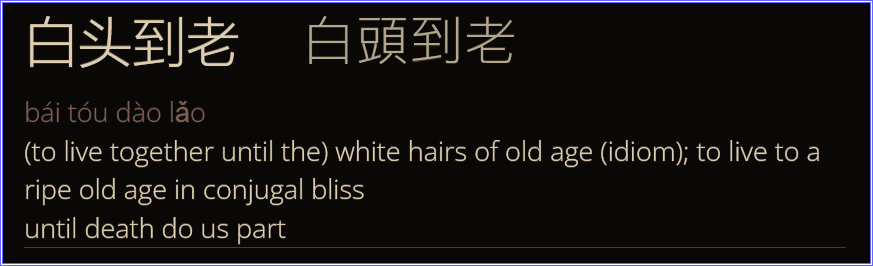 白头到老 白頭到老
bái tóu dào lǎo
(to live together until the) white hairs of old age (idiom); to live to a
ripe old age in conjugal bliss
until death do us part